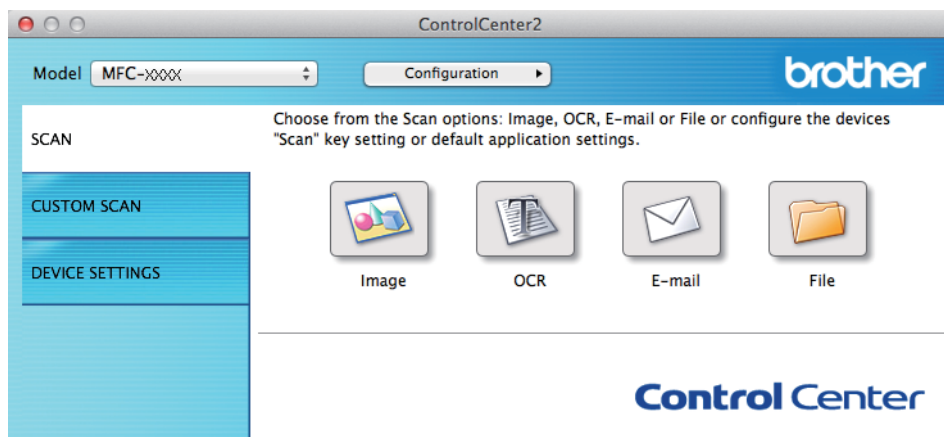 ControlCenter2
Model MFC-XXXX Configuration brother
SCAN
CUSTOM SCAN
DEVICE SETTINGS
Choose from the Scan options: Image, OCR, E-mail or File or configure the devices
"Scan" key setting or default application settings.
Image OCR E-mail File
Control Center